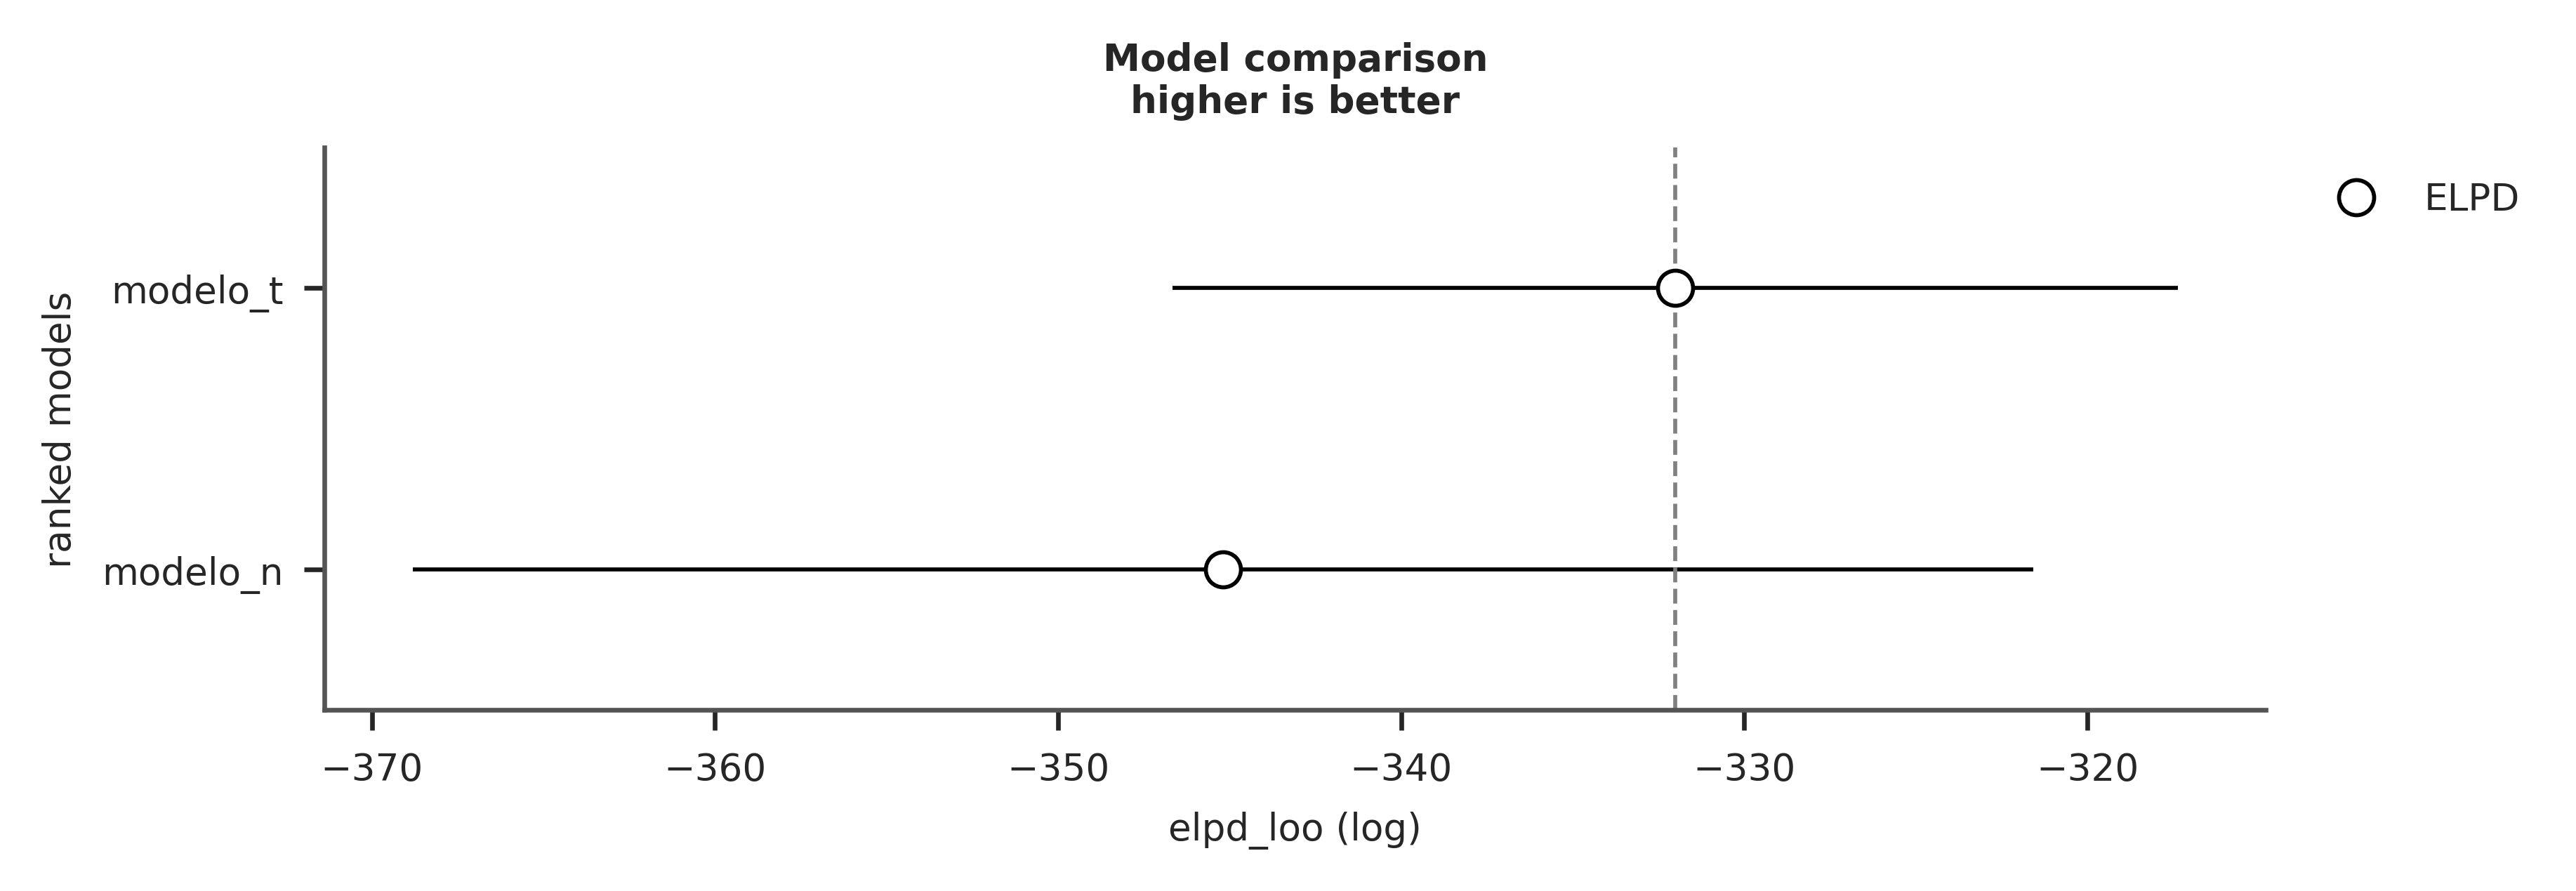 Model comparison
higher is better
ELPD
ranked models
modelo_t
modelo_n
−370
−360
−350
−340
−330
−320
elpd_loo (log)